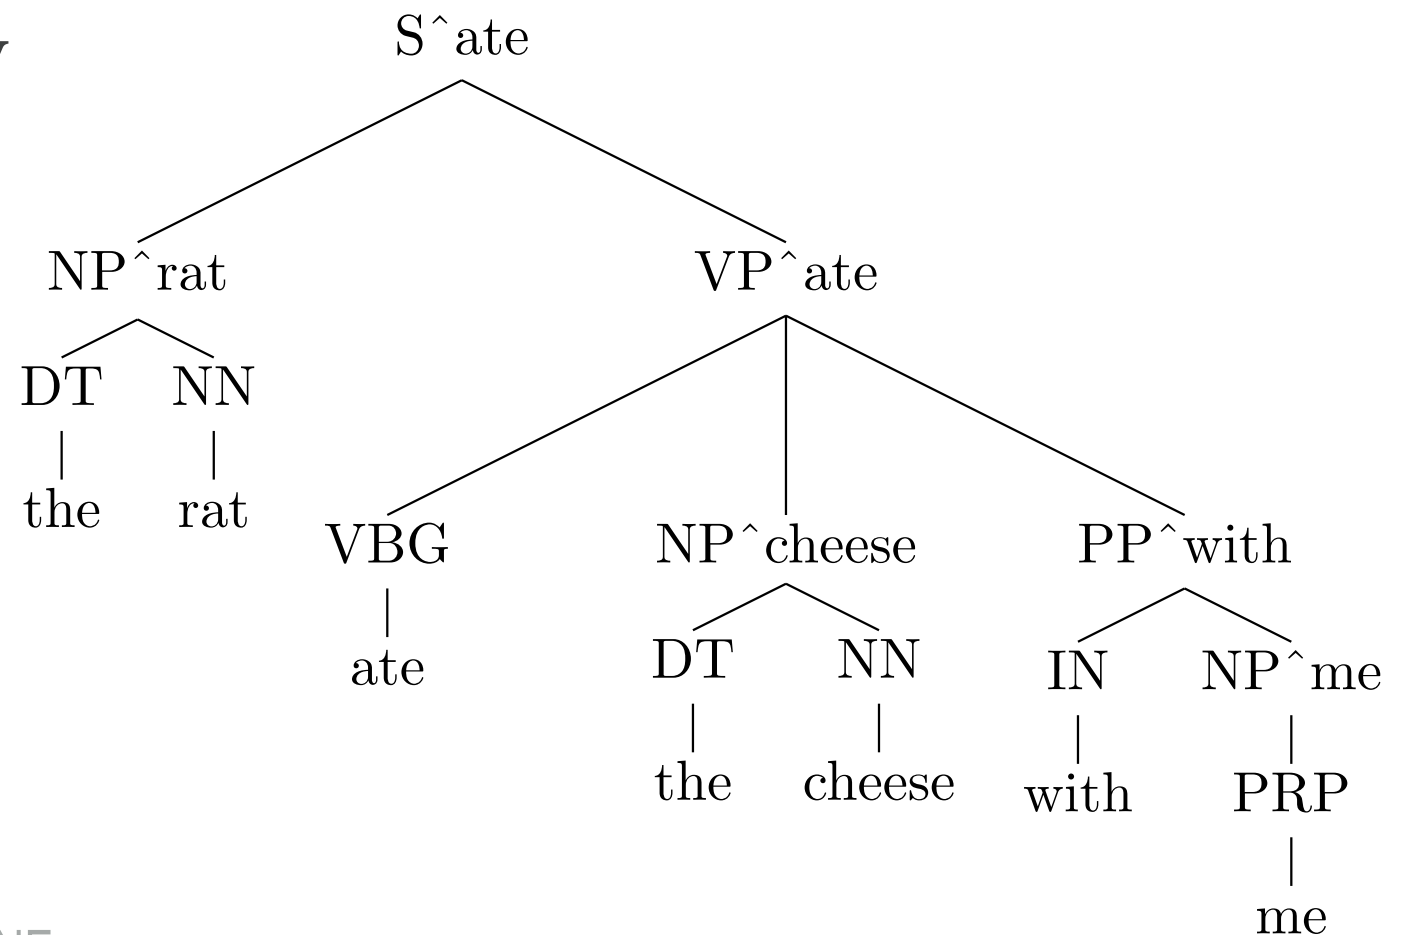 S^ate
NP^rat VP^ate
DT NN
the rat
VBG NP^cheese PP^with
ate DT NN IN NP^me
the cheese with PRP
me